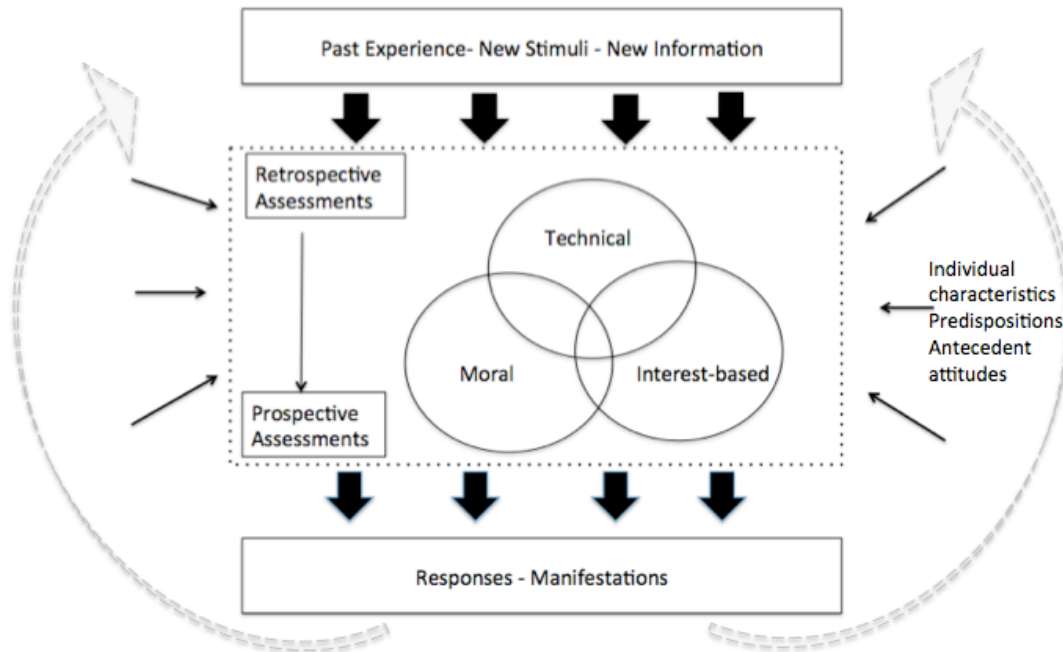 Past Experience- New Stimuli - New Information
Retrospective
Assessments
Technical
Individual
characteristics
Predispositions
Antecedent
attitudes
Moral
Interest-based
Prospective
Assessments
Responses - Manifestations